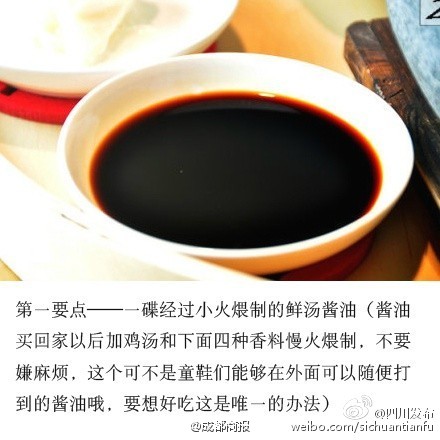 第一要点——一碟经过小火煨制的鲜汤酱油（酱油
买回家以后加鸡汤和下面四种香料慢火煨制，不要
嫌麻烦，这个可不是童鞋们能够在外面可以随便打
到的酱油哦，要想好吃这是唯一的办法）
@四川发布
@成都商报
weibo.com/sichuantianfu